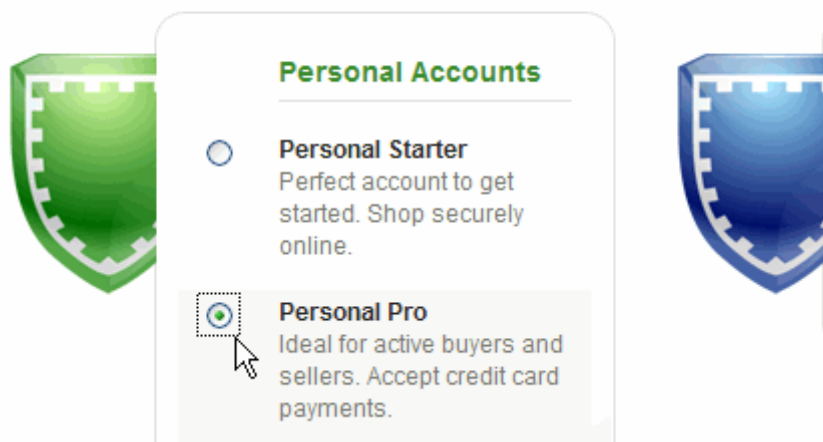 Personal Accounts
Personal Starter
Perfect account to get
started. Shop securely
online.
Personal Pro
Ideal for active buyers and
sellers. Accept credit card
payments.